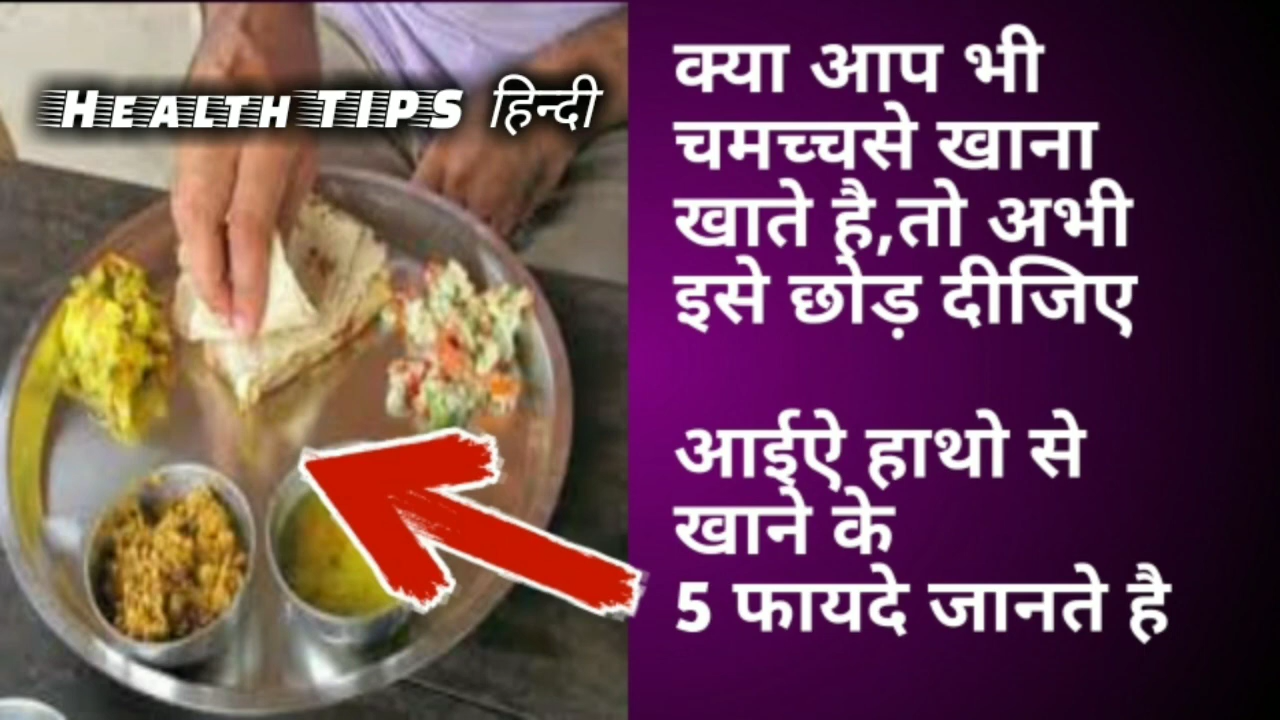 Health Tips हिन्दी
क्या आप भी
चमच्चसे खाना
खाते है,तो अभी
इसे छोड़ दीजिए
आईऐ हाथो से
खाने के
5 फायदे जानते है